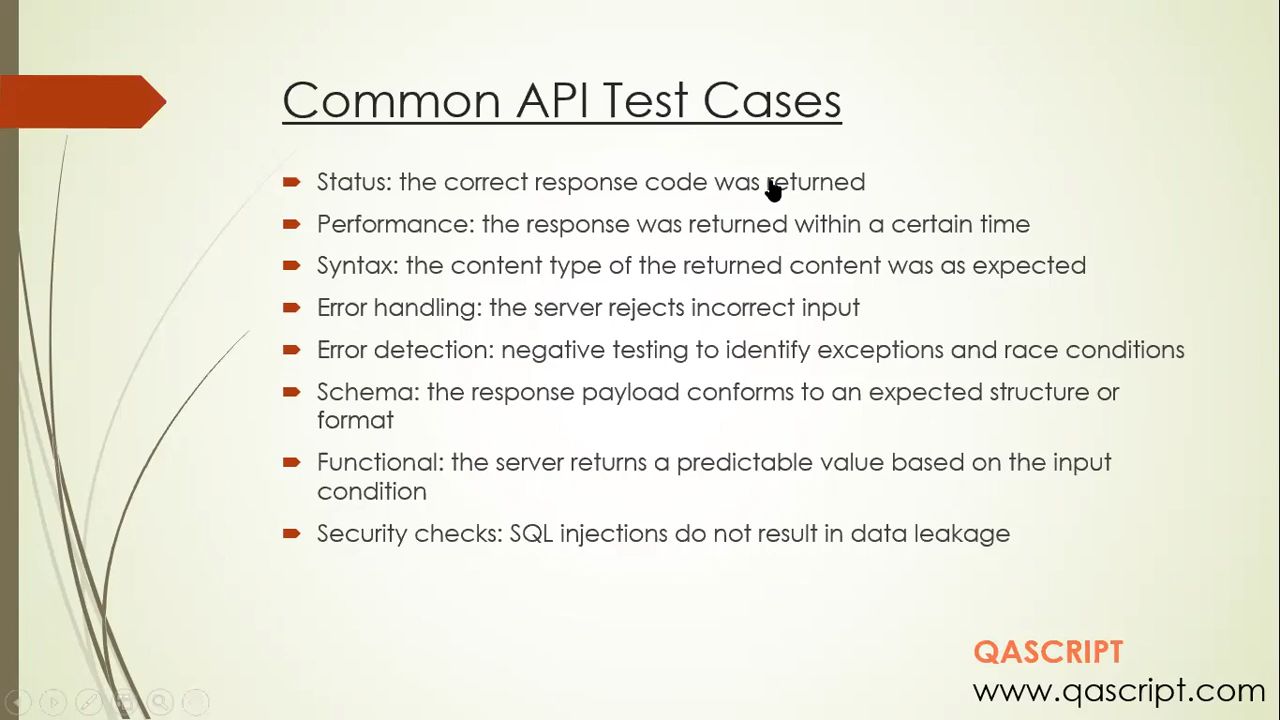 Common API Test Cases
Status: the correct response code was returned
Performance: the response was returned within a certain time
Syntax: the content type of the returned content was as expected
Error handling: the server rejects incorrect input
Error detection: negative testing to identify exceptions and race conditions
Schema: the response payload conforms to an expected structure or
format
Functional: the server returns a predictable value based on the input
condition
Security checks: SQL injections do not result in data leakage
QASCRIPT
www.qascript.com